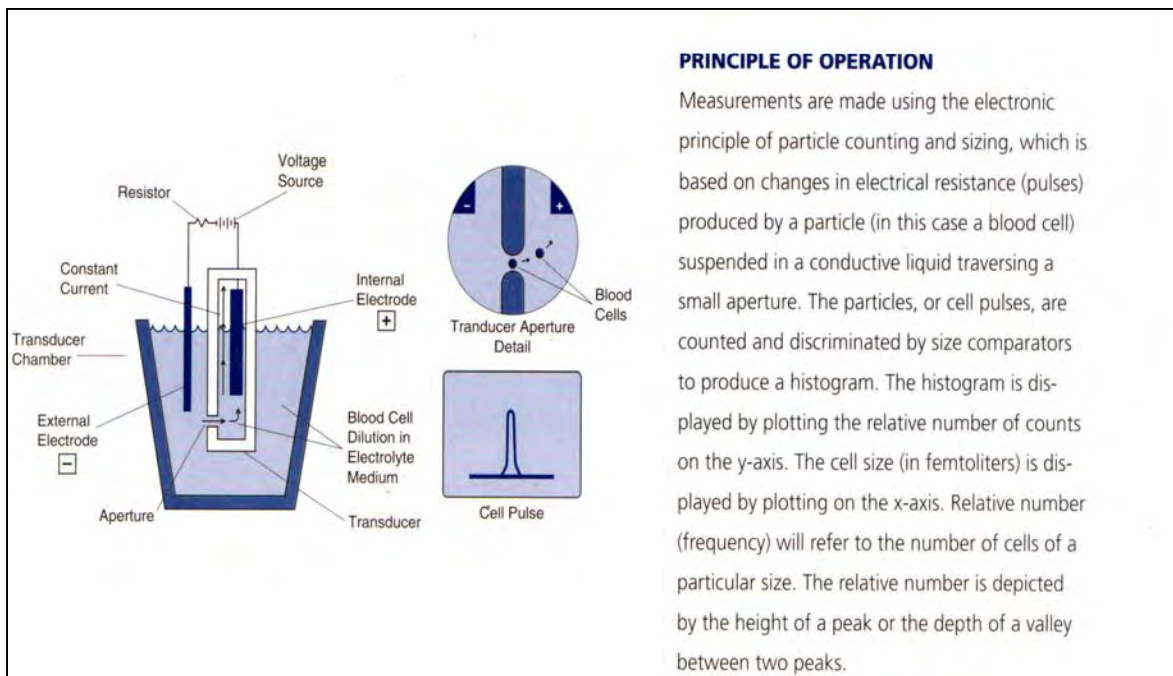 Voltage
Source
Resistor
Constant
Current
Internal
Electrode
+
Transducer
Chamber
External
Electrode
−
Blood Cell
Dilution in
Electrolyte
Medium
Aperture
Transducer
−
+
Blood
Cells
Tranducer Aperture
Detail
Cell Pulse
PRINCIPLE OF OPERATION
Measurements are made using the electronic
principle of particle counting and sizing, which is
based on changes in electrical resistance (pulses)
produced by a particle (in this case a blood cell)
suspended in a conductive liquid traversing a
small aperture. The particles, or cell pulses, are
counted and discriminated by size comparators
to produce a histogram. The histogram is dis-
played by plotting the relative number of counts
on the y-axis. The cell size (in femtoliters) is dis-
played by plotting on the x-axis. Relative number
(frequency) will refer to the number of cells of a
particular size. The relative number is depicted
by the height of a peak or the depth of a valley
between two peaks.